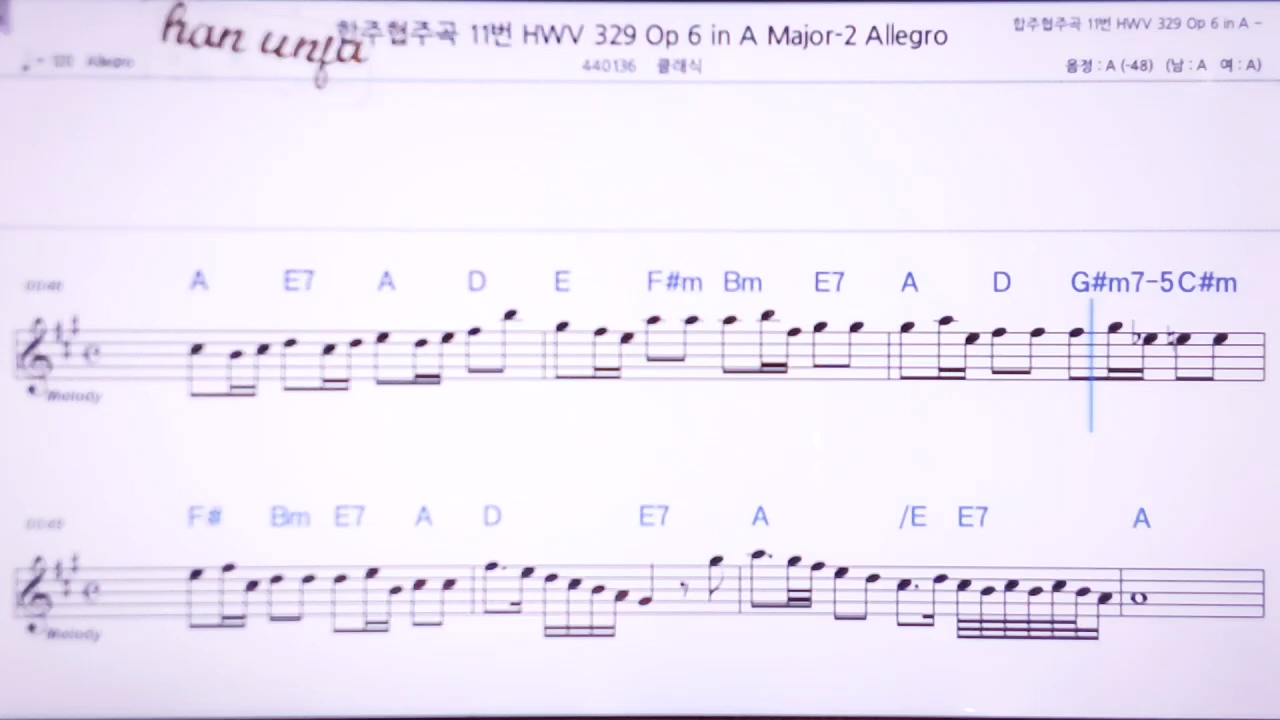 han unfa
합주협주곡 11번 HWV 329 Op 6 in A Major-2 Allegro
합주협주곡 11번 HWV 329 Op 6 in A -
Allegro
440136 클래식
음정 : A (-48) (남 : A 여 : A)
A E7 A D E F#m Bm E7 A D G#m7-5 C#m
Melody
F# Bm E7 A D E7 A /E E7 A
Melody